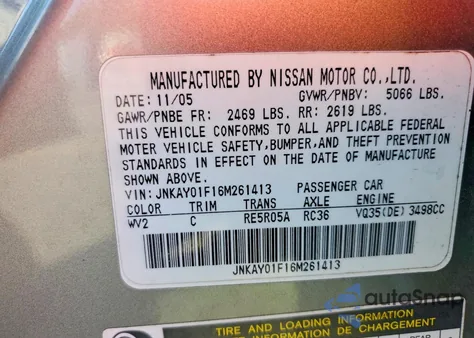 MANUFACTURED BY NISSAN MOTOR CO.,LTD.
DATE: 11/05 GVWR/PNBV: 5066 LBS.
GAWR/PNBE FR: 2469 LBS. RR: 2619 LBS.
THIS VEHICLE CONFORMS TO ALL APPLICABLE FEDERAL
MOTOR VEHICLE SAFETY,BUMPER,AND THEFT PREVENTION
STANDARDS IN EFFECT ON THE DATE OF MANUFACTURE
SHOWN ABOVE.
VIN: JNKAY01F16M261413 PASSENGER CAR
COLOR TRIM TRANS AXLE ENGINE
WV2 C RE5R05A RC36 VQ35(DE) 3498CC
JNKAY01F16M261413
autoSnap
TIRE AND LOADING INFORMATION
DE CHARGEMENT